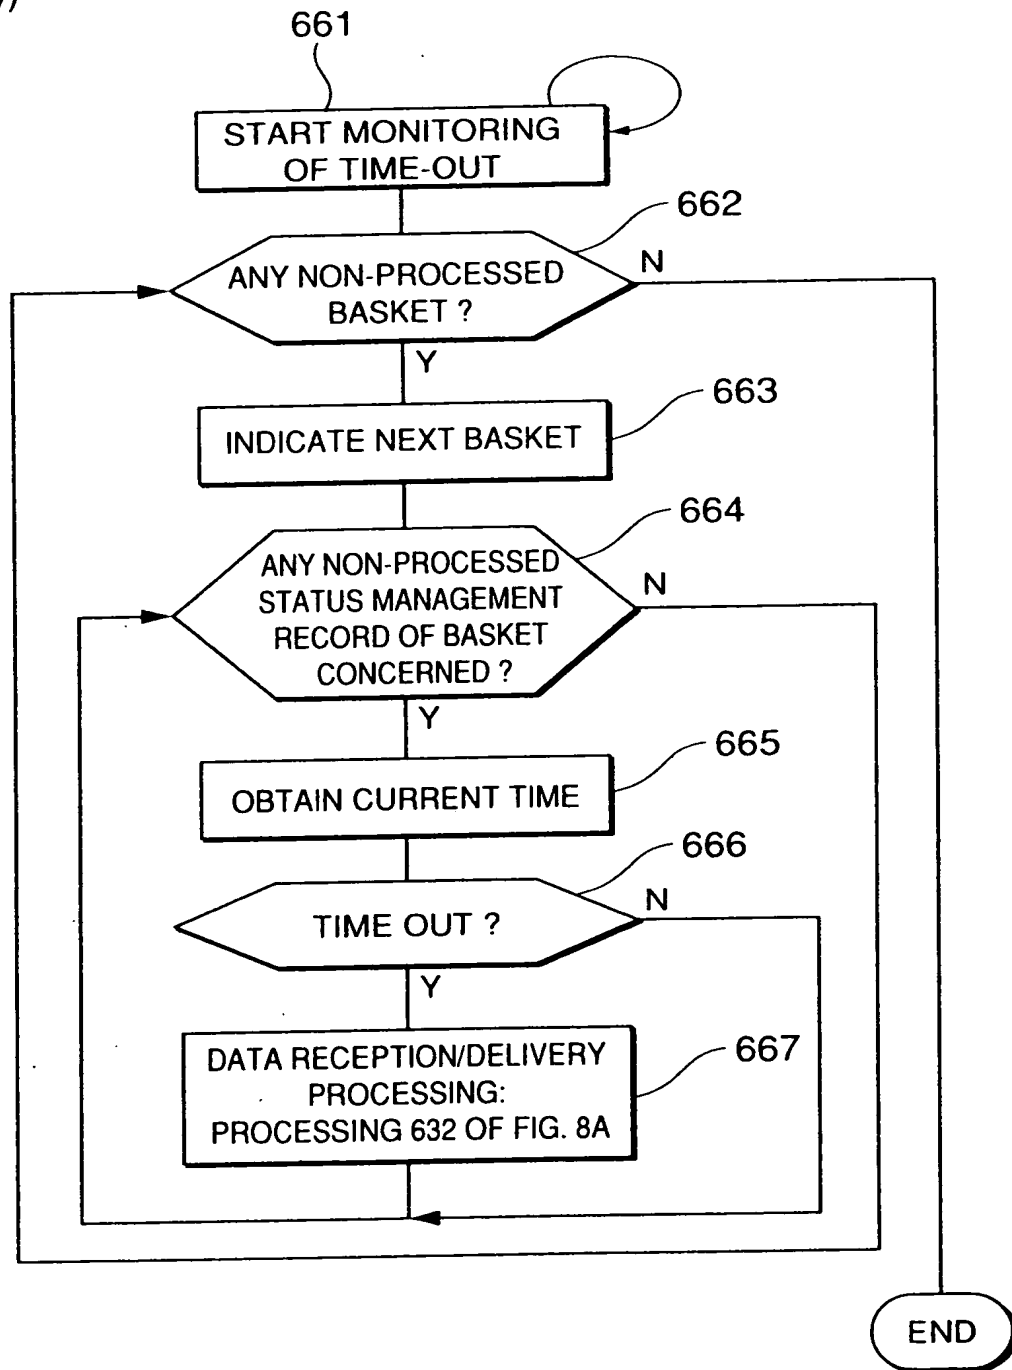 661
START MONITORING
OF TIME-OUT
662
ANY NON-PROCESSED
BASKET ?
N
Y
663
INDICATE NEXT BASKET
664
ANY NON-PROCESSED
STATUS MANAGEMENT
RECORD OF BASKET
CONCERNED ?
N
Y
665
OBTAIN CURRENT TIME
666
TIME OUT ?
N
Y
667
DATA RECEPTION/DELIVERY
PROCESSING:
PROCESSING 632 OF FIG. 8A
END